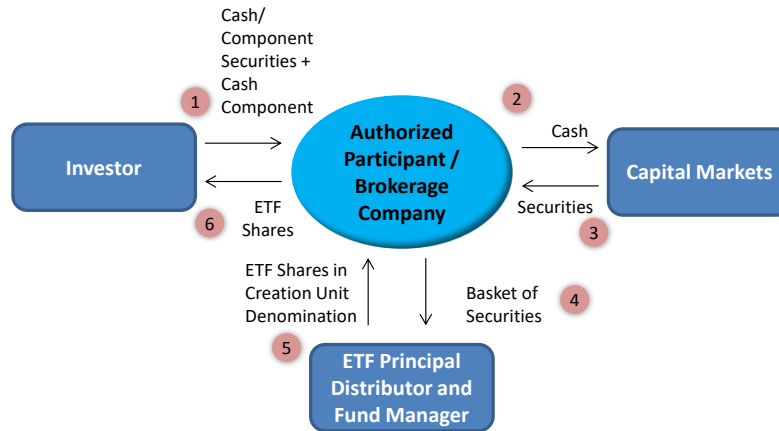 Cash/
Component
Securities +
Cash
Component
1
2
Investor
Authorized
Participant /
Brokerage
Company
Cash
Capital Markets
6
ETF
Shares
Securities
3
ETF Shares in
Creation Unit
Denomination
Basket of
Securities
4
5
ETF Principal
Distributor and
Fund Manager